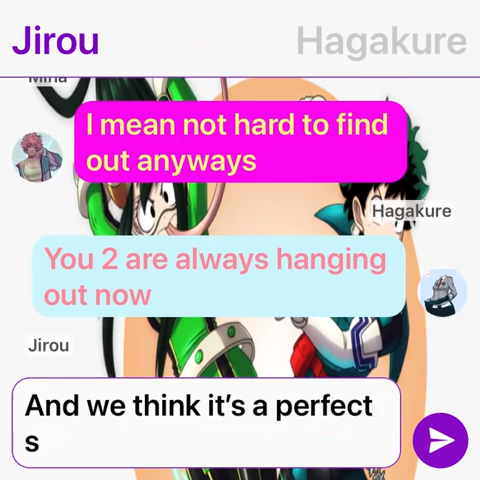 Jirou Hagakure
Mina
I mean not hard to find
out anyways
Hagakure
You 2 are always hanging
out now
Jirou
And we think it’s a perfect
s